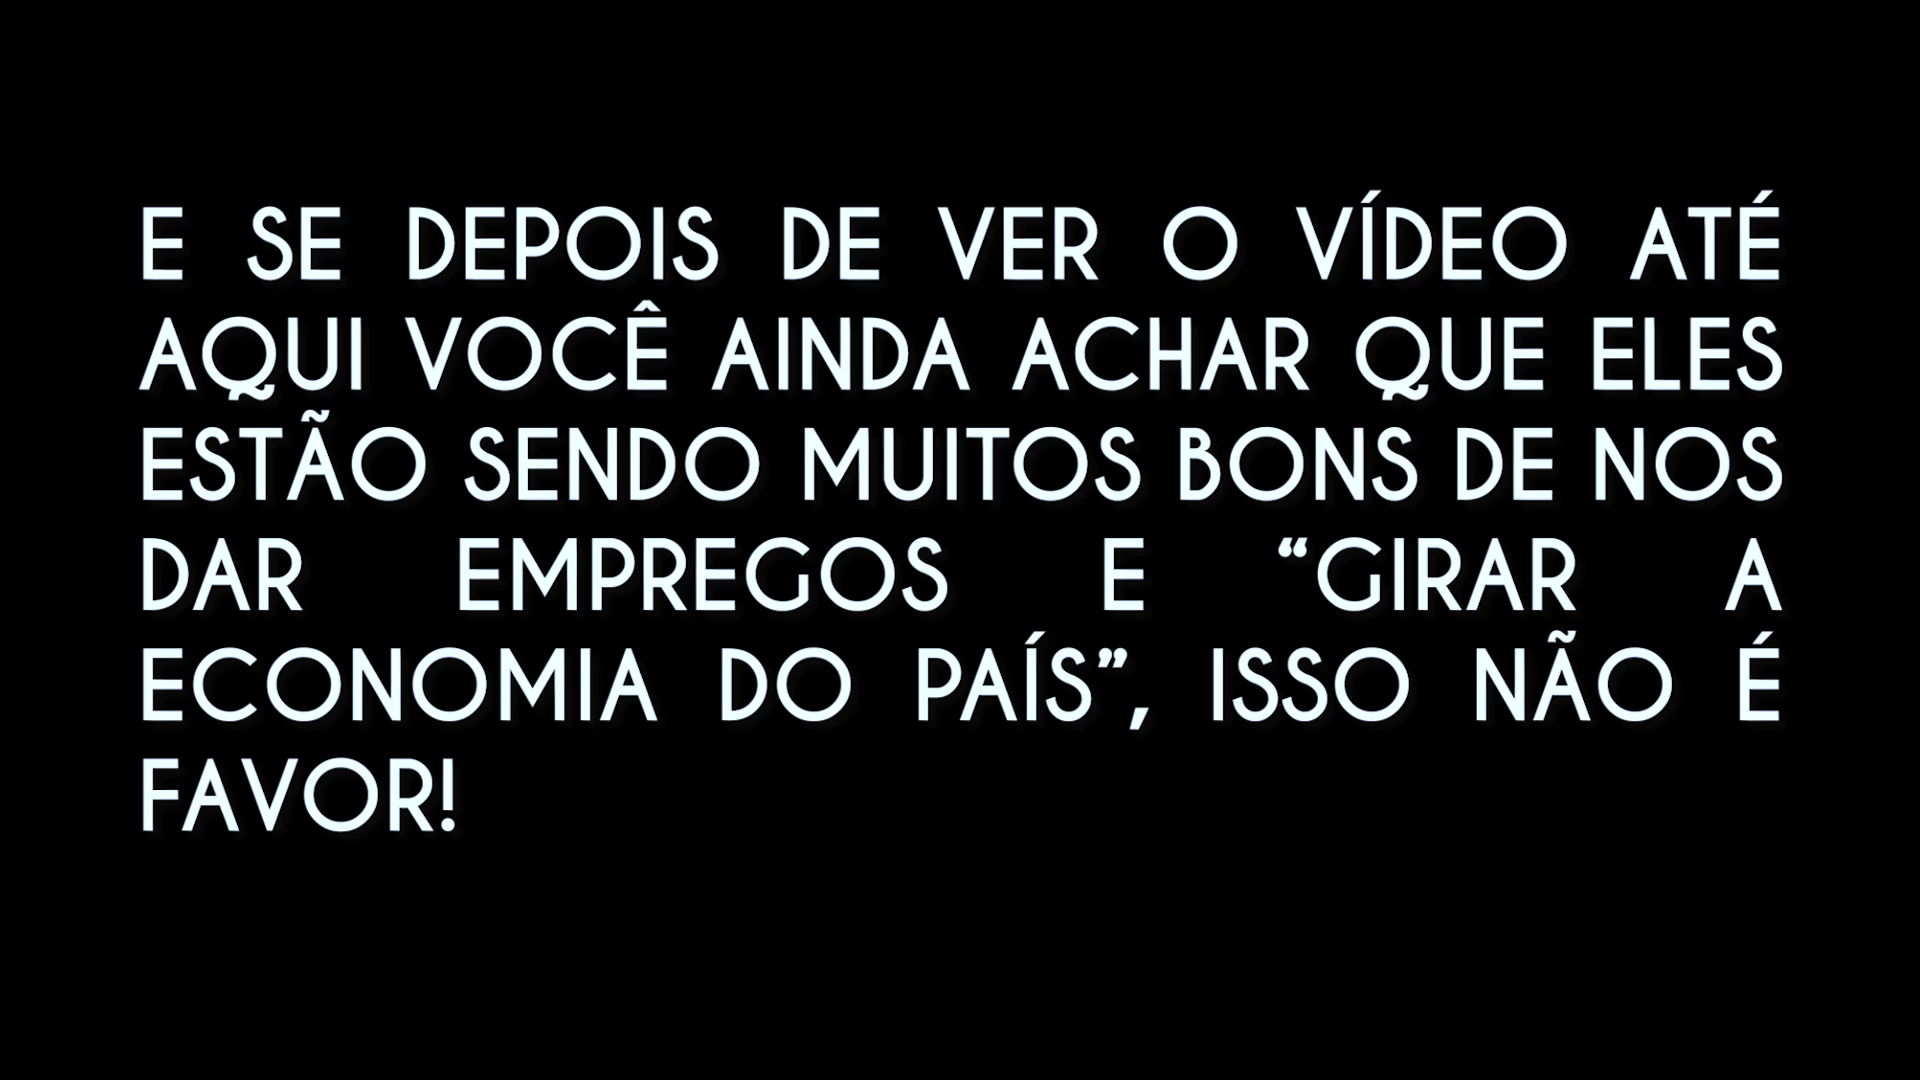 E SE DEPOIS DE VER O VÍDEO ATÉ
AQUI VOCÊ AINDA ACHAR QUE ELES
ESTÃO SENDO MUITOS BONS DE NOS
DAR EMPREGOS E “GIRAR A
ECONOMIA DO PAÍS”, ISSO NÃO É
FAVOR!